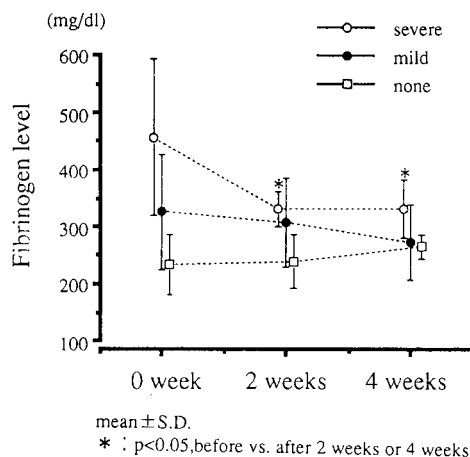 (mg/dl)
severe
mild
none
600
500
400
300
200
100
Fibrinogen level
*
*
0 week
2 weeks
4 weeks
mean±S.D.
* : p<0.05,before vs. after 2 weeks or 4 weeks